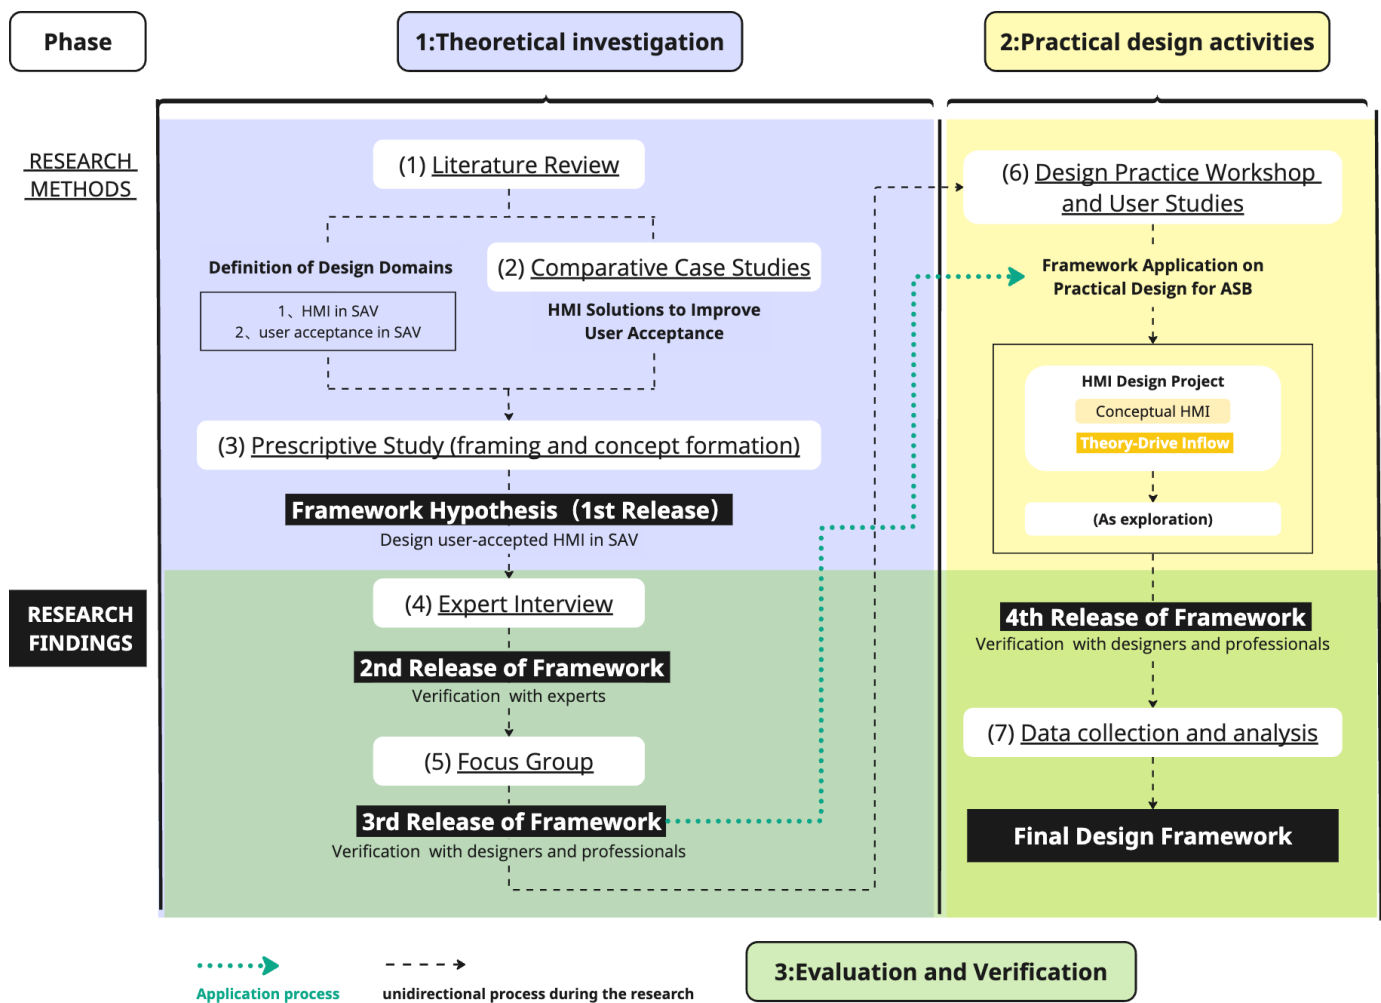 Phase
1:Theoretical investigation
2:Practical design activities
RESEARCH
METHODS
(1) Literature Review
Definition of Design Domains
1、HMI in SAV
2、user acceptance in SAV
(2) Comparative Case Studies
HMI Solutions to Improve
User Acceptance
(3) Prescriptive Study (framing and concept formation)
Framework Hypothesis（1st Release）
Design user-accepted HMI in SAV
RESEARCH
FINDINGS
(4) Expert Interview
2nd Release of Framework
Verification with experts
(5) Focus Group
3rd Release of Framework
Verification with designers and professionals
(6) Design Practice Workshop
and User Studies
Framework Application on
Practical Design for ASB
HMI Design Project
Conceptual HMI
Theory-Drive Inflow
(As exploration)
4th Release of Framework
Verification with designers and professionals
(7) Data collection and analysis
Final Design Framework
Application process
unidirectional process during the research
3:Evaluation and Verification